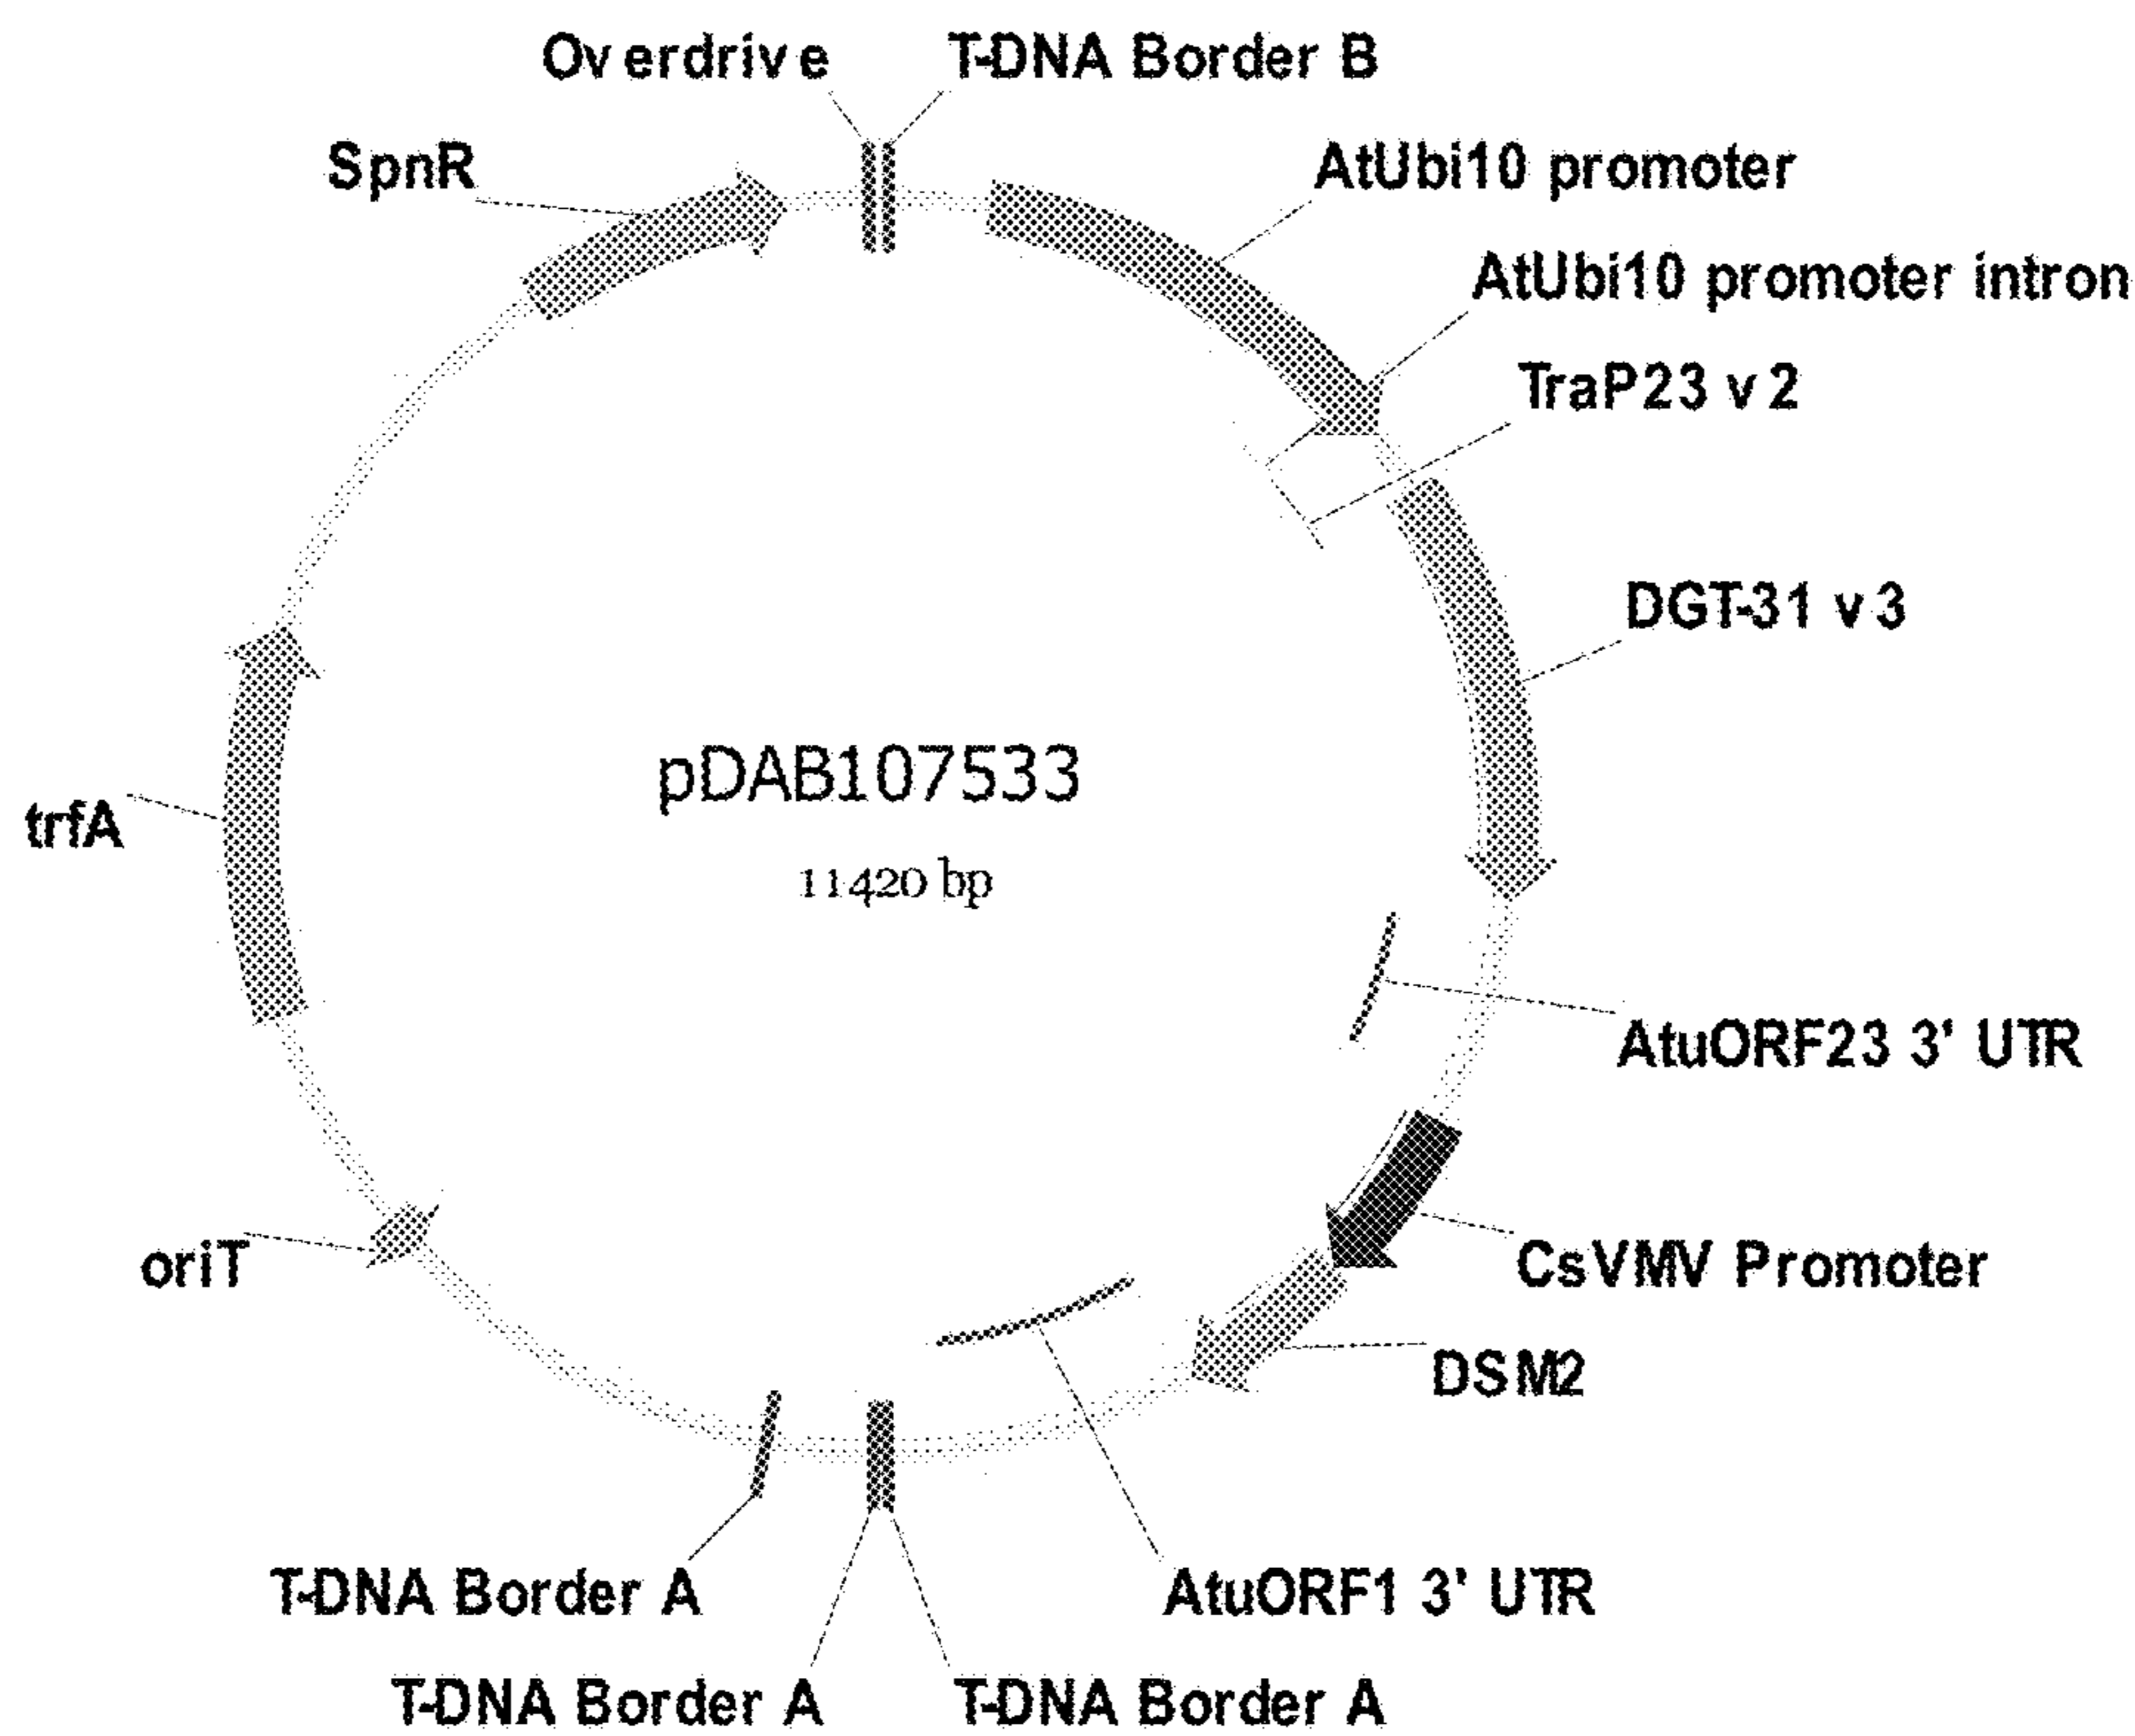 Overdrive
T-DNA Border B
SpnR
AtUbi10 promoter
AtUbi10 promoter intron
TraP23 v2
DGT-31 v3
pDAB107533
11420 bp
trfA
AtuORF23 3' UTR
oriT
CsVMV Promoter
DSM2
T-DNA Border A
AtuORF1 3' UTR
T-DNA Border A
T-DNA Border A